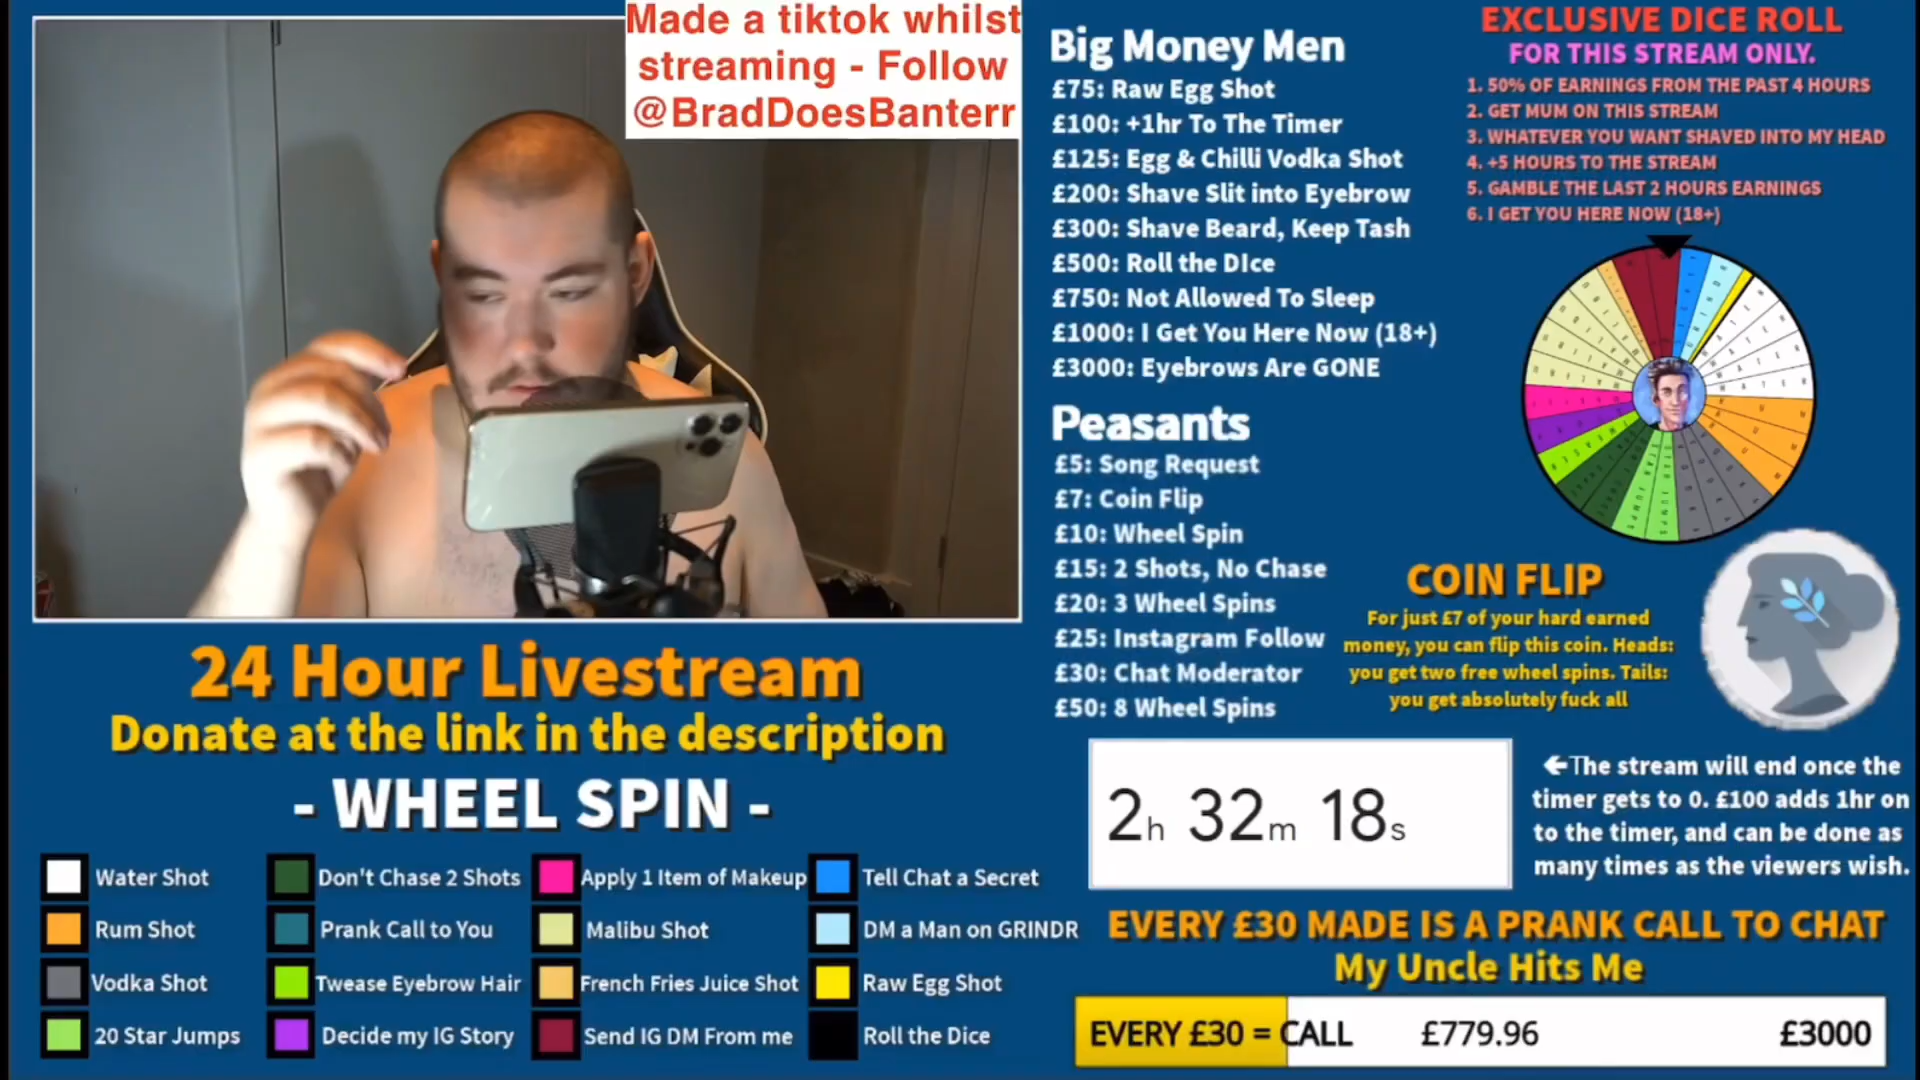 Made a tiktok whilst
streaming - Follow
@BradDoesBanterr
Big Money Men
£75: Raw Egg Shot
£100: +1hr To The Timer
£125: Egg & Chilli Vodka Shot
£200: Shave Slit into Eyebrow
£300: Shave Beard, Keep Tash
£500: Roll the DIce
£750: Not Allowed To Sleep
£1000: I Get You Here Now (18+)
£3000: Eyebrows Are GONE
Peasants
£5: Song Request
£7: Coin Flip
£10: Wheel Spin
£15: 2 Shots, No Chase
£20: 3 Wheel Spins
£25: Instagram Follow
£30: Chat Moderator
£50: 8 Wheel Spins
EXCLUSIVE DICE ROLL
FOR THIS STREAM ONLY.
1. 50% OF EARNINGS FROM THE PAST 4 HOURS
2. GET MUM ON THIS STREAM
3. WHATEVER YOU WANT SHAVED INTO MY HEAD
4. +5 HOURS TO THE STREAM
5. GAMBLE THE LAST 2 HOURS EARNINGS
6. I GET YOU HERE NOW (18+)
COIN FLIP
For just £7 of your hard earned
money, you can flip this coin. Heads:
you get two free wheel spins. Tails:
you get absolutely fuck all
24 Hour Livestream
Donate at the link in the description
- WHEEL SPIN -
Water Shot
Don't Chase 2 Shots
Apply 1 Item of Makeup
Tell Chat a Secret
Rum Shot
Prank Call to You
Malibu Shot
DM a Man on GRINDR
Vodka Shot
Twease Eyebrow Hair
French Fries Juice Shot
Raw Egg Shot
20 Star Jumps
Decide my IG Story
Send IG DM From me
Roll the Dice
2h 32m 18s
←The stream will end once the
timer gets to 0. £100 adds 1hr on
to the timer, and can be done as
many times as the viewers wish.
EVERY £30 MADE IS A PRANK CALL TO CHAT
My Uncle Hits Me
EVERY £30 = CALL £779.96 £3000